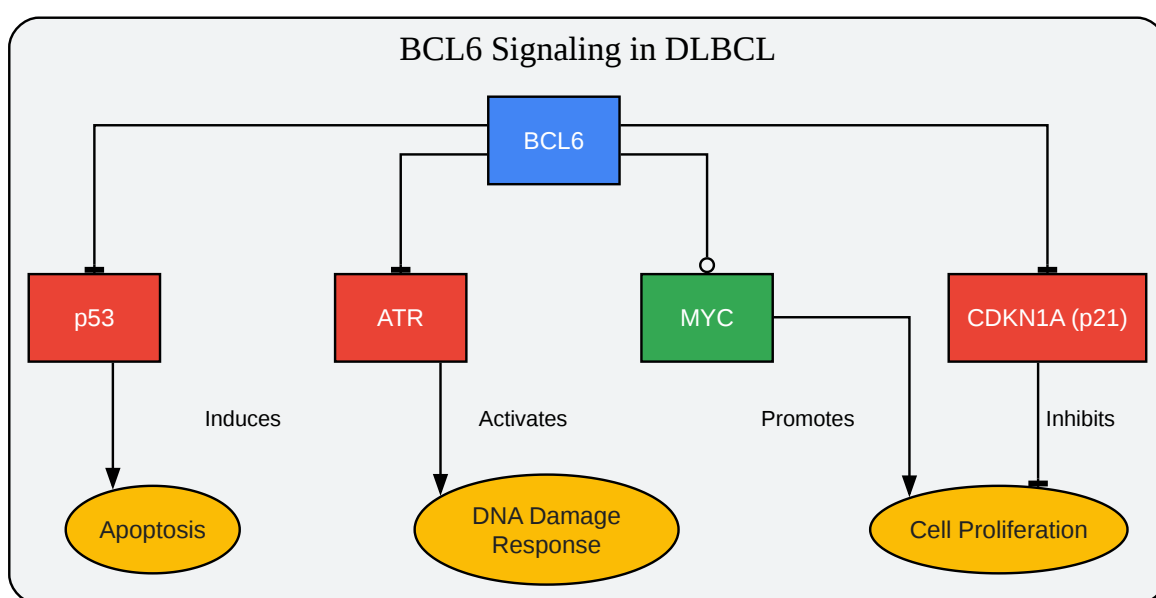 BCL6 Signaling in DLBCL
BCL6
p53
ATR
MYC
CDKN1A (p21)
Induces
Activates
Promotes
Inhibits
Apoptosis
DNA Damage
Response
Cell Proliferation